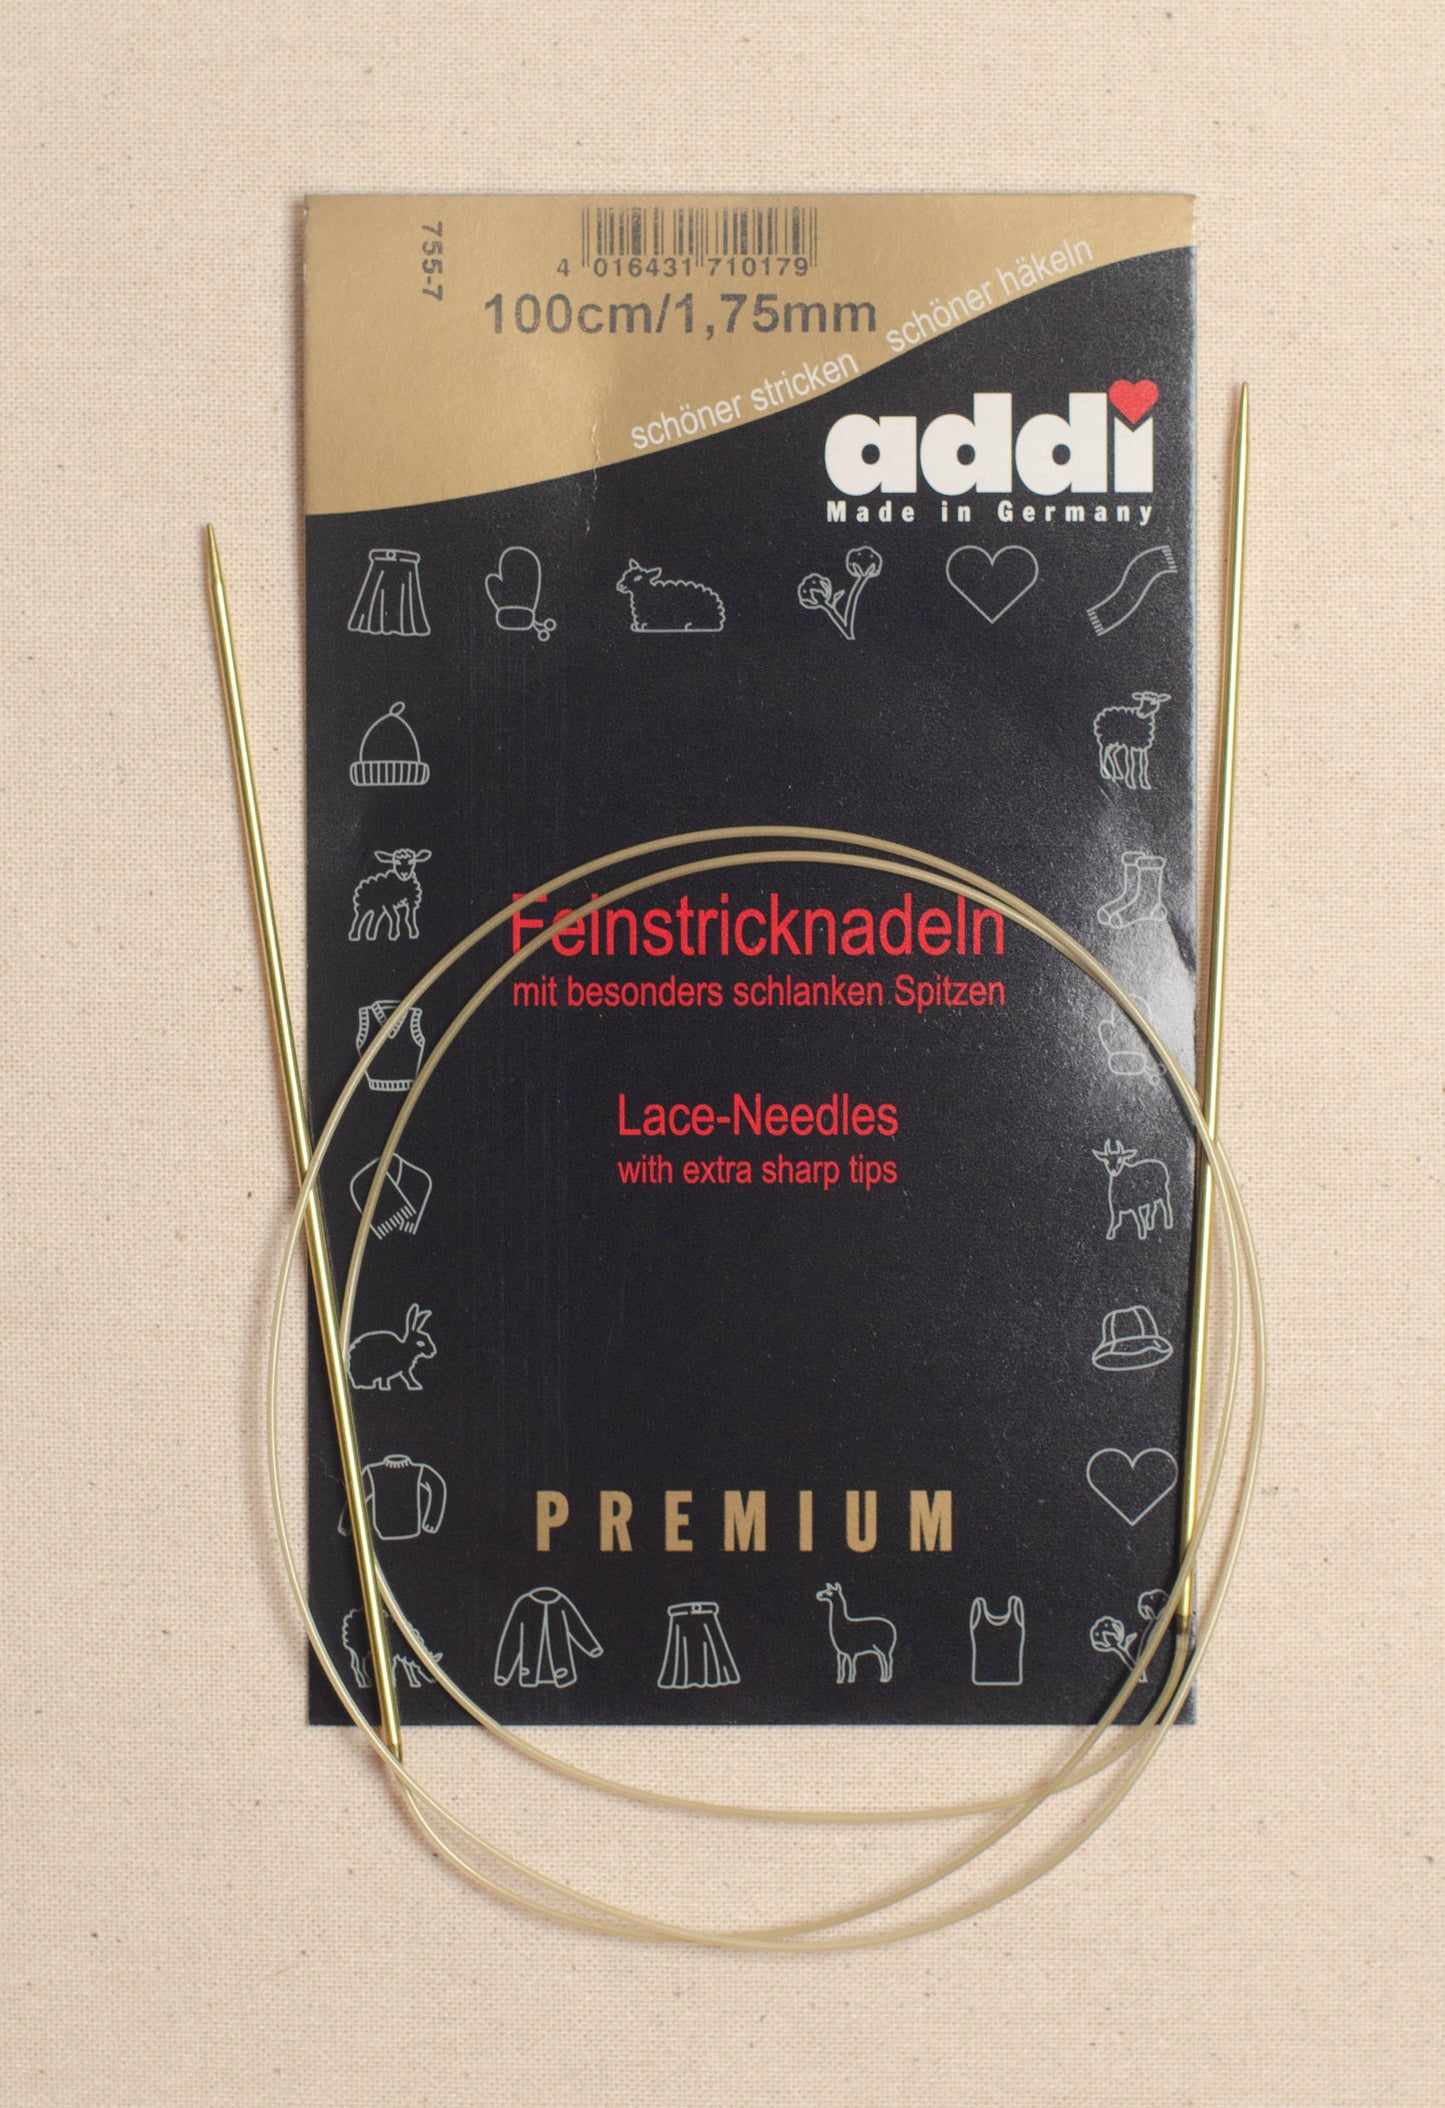 755-7
4 016431 710179
100cm/1,75mm
schöner stricken schöner häkeln
addi
Made in Germany
Feinstricknadeln
mit besonders schlanken Spitzen
Lace-Needles
with extra sharp tips
PREMIUM